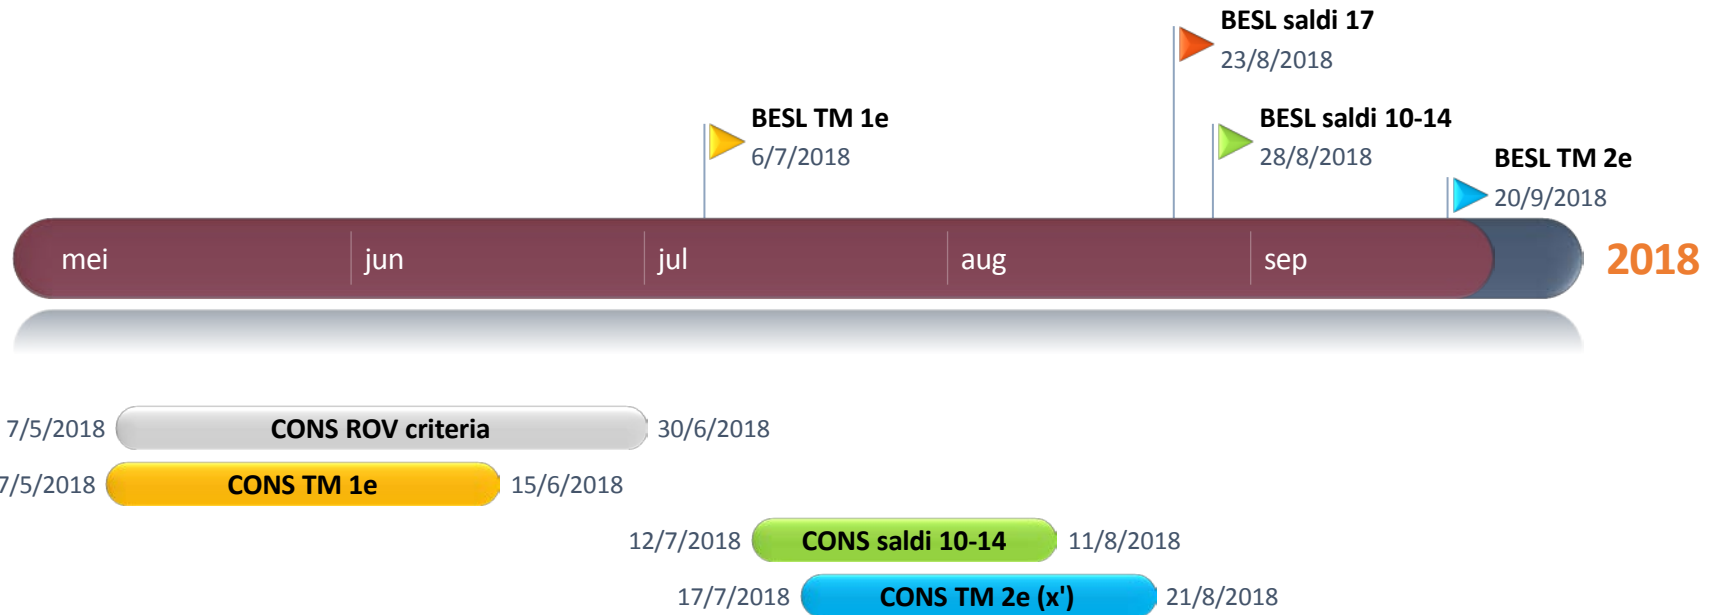 BESL saldi 17
23/8/2018
BESL TM 1e
6/7/2018
BESL saldi 10-14
28/8/2018
BESL TM 2e
20/9/2018
mei jun jul aug sep 2018
7/5/2018 CONS ROV criteria 30/6/2018
7/5/2018 CONS TM 1e 15/6/2018
12/7/2018 CONS saldi 10-14 11/8/2018
17/7/2018 CONS TM 2e (x') 21/8/2018